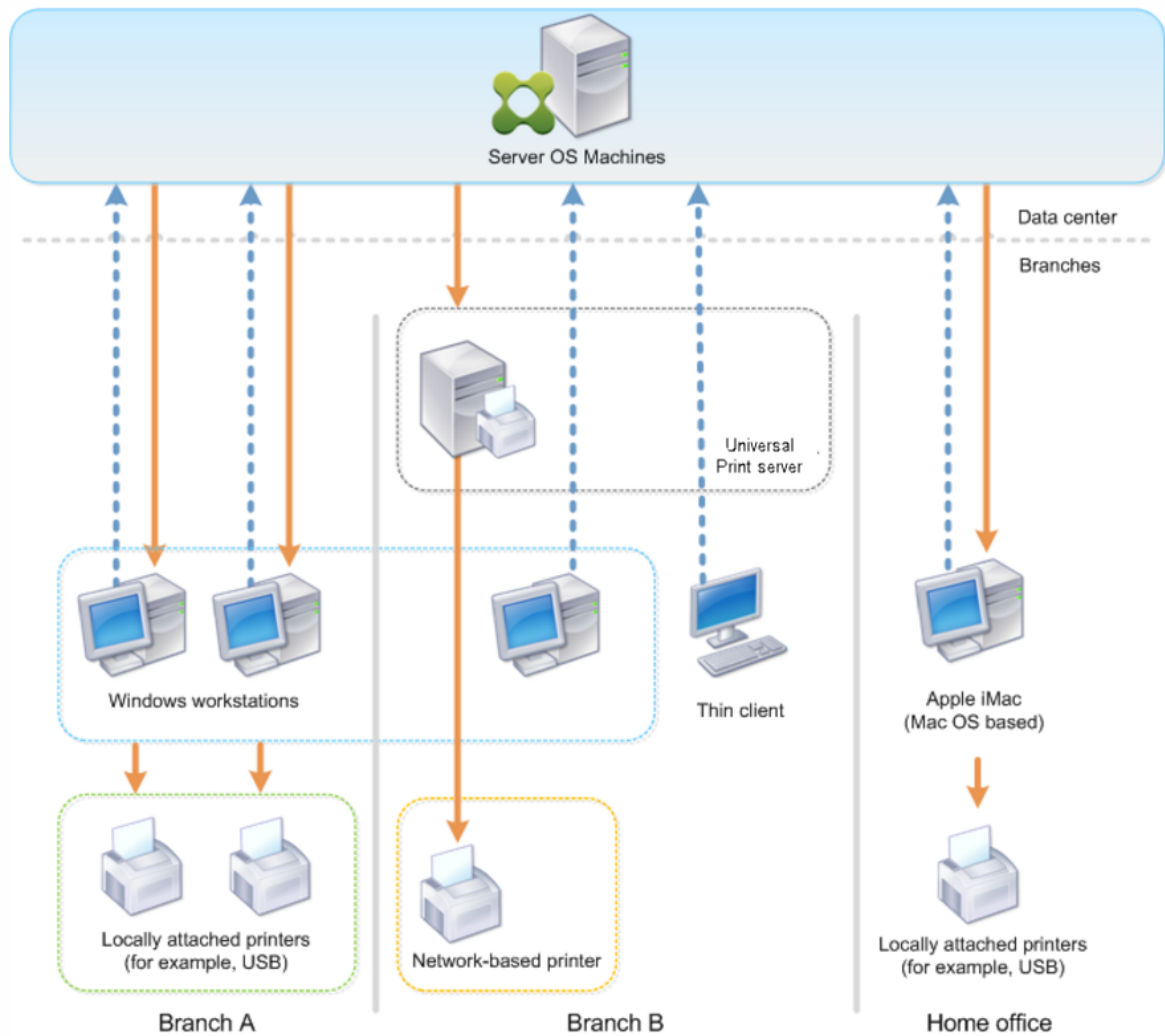 Server OS Machines
Data center
Branches
Universal
Print server
Windows workstations
Thin client
Apple iMac
(Mac OS based)
Locally attached printers
(for example, USB)
Network-based printer
Locally attached printers
(for example, USB)
Branch A
Branch B
Home office